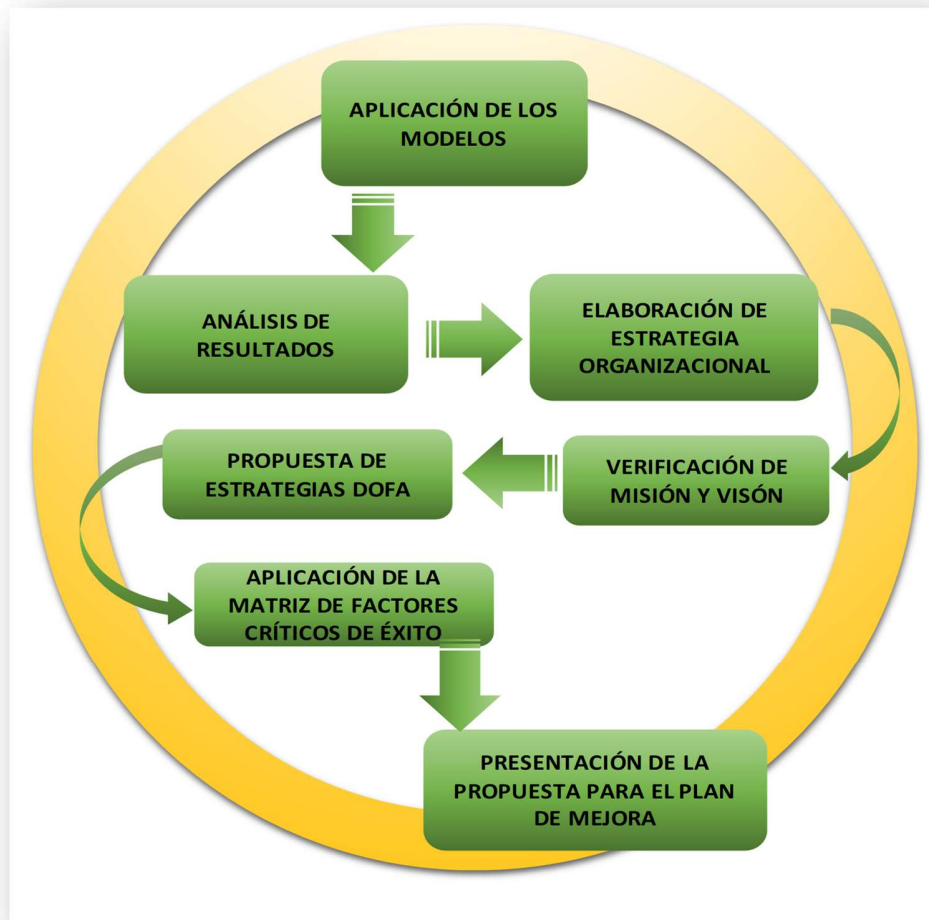 APLICACIÓN DE LOS
MODELOS
ANÁLISIS DE
RESULTADOS
ELABORACIÓN DE
ESTRATEGIA
ORGANIZACIONAL
VERIFICACIÓN DE
MISIÓN Y VISÓN
PROPUESTA DE
ESTRATEGIAS DOFA
APLICACIÓN DE LA
MATRIZ DE FACTORES
CRÍTICOS DE ÉXITO
PRESENTACIÓN DE LA
PROPUESTA PARA EL PLAN
DE MEJORA